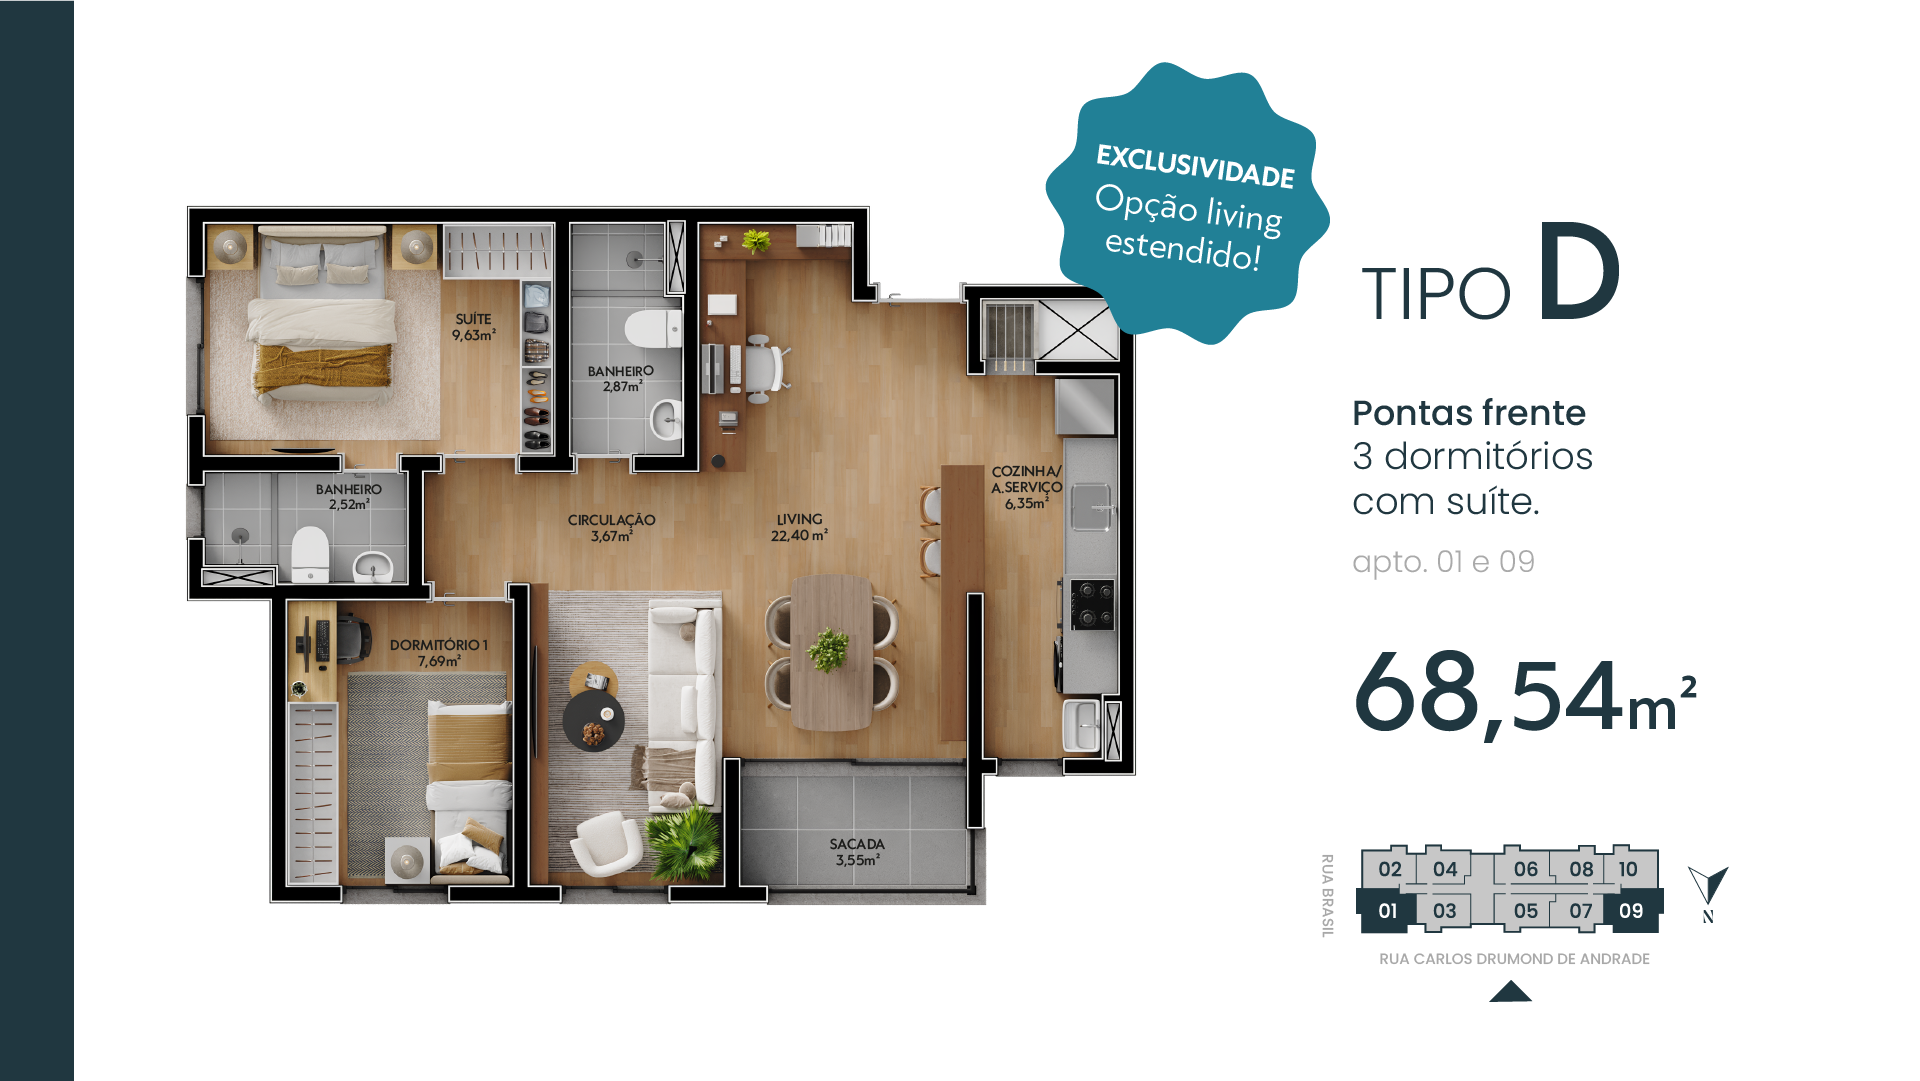 EXCLUSIVIDADE
Opção living
estendido!
TIPO D
Pontas frente
3 dormitórios
com suíte.
apto. 01 e 09
68,54m²
SUÍTE
9,63m²
BANHEIRO
2,87m²
BANHEIRO
2,52m²
CIRCULAÇÃO
3,67m²
LIVING
22,40 m²
COZINHA/
A.SERVIÇO
6,35m²
DORMITÓRIO 1
7,69m²
SACADA
3,55m²
02 04 06 08 10
01 03 05 07 09
RUA BRASIL
N
RUA CARLOS DRUMOND DE ANDRADE